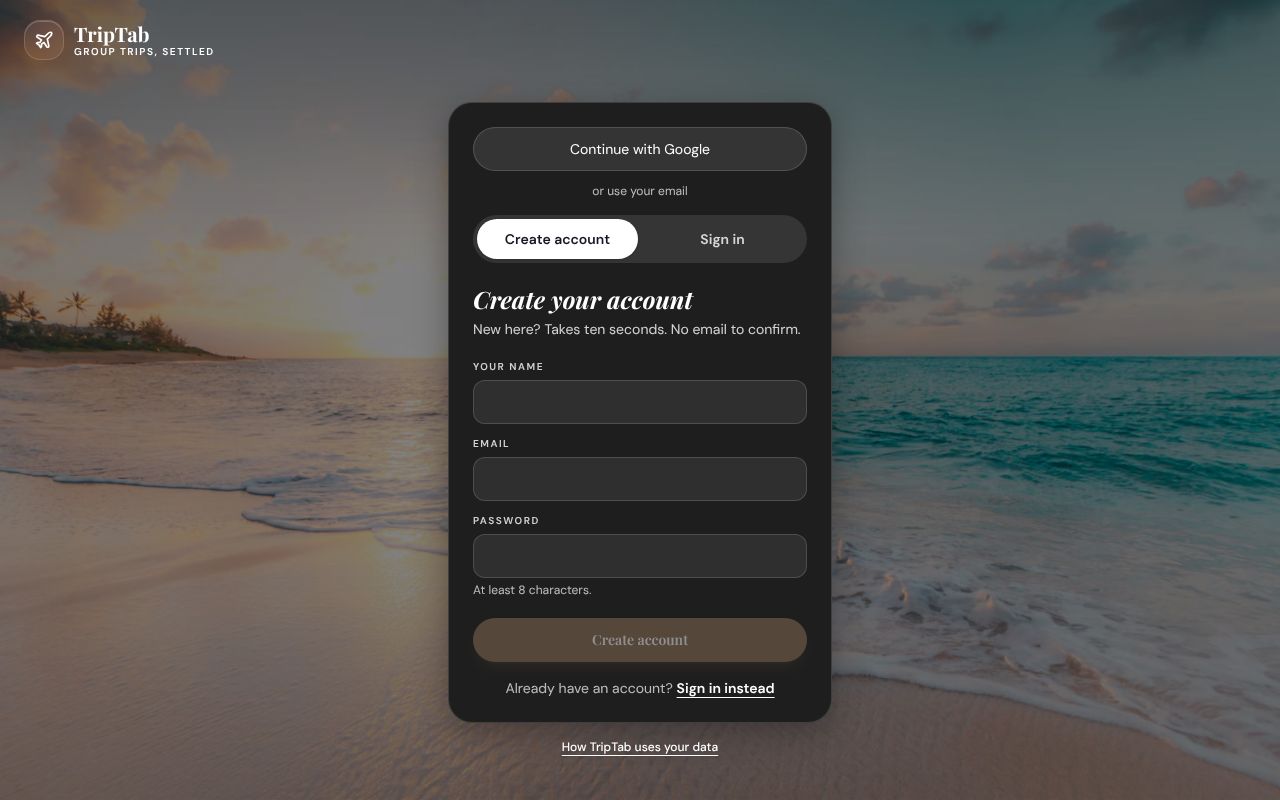 TripTab
GROUP TRIPS, SETTLED
Continue with Google
or use your email
Create account
Sign in
Create your account
New here? Takes ten seconds. No email to confirm.
YOUR NAME
EMAIL
PASSWORD
At least 8 characters.
Create account
Already have an account? Sign in instead
How TripTab uses your data